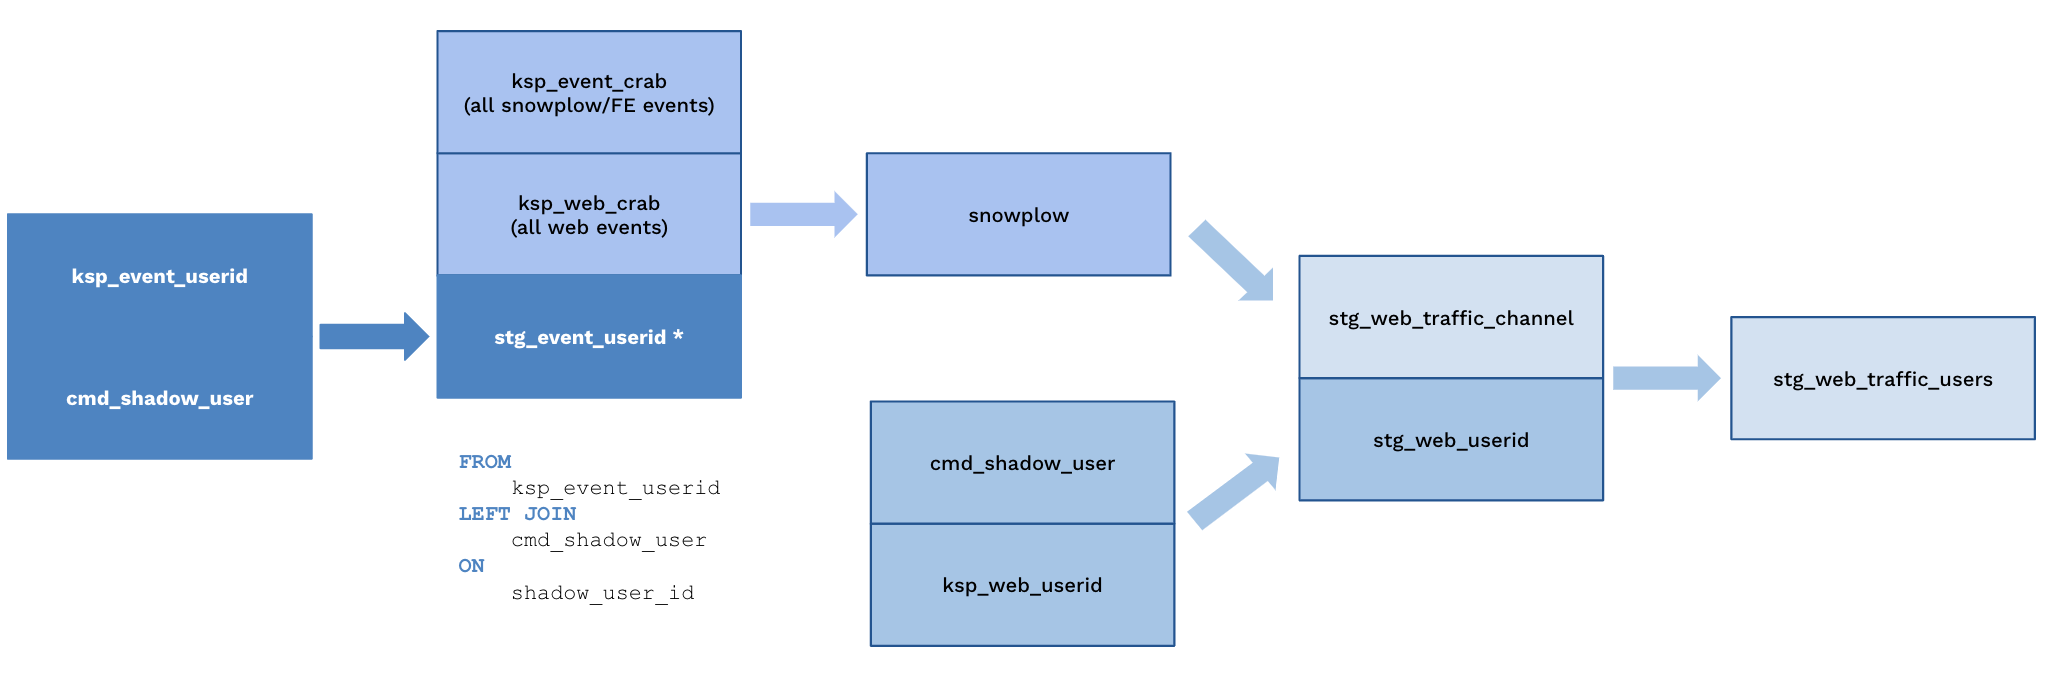 ksp_event_userid
cmd_shadow_user
ksp_event_crab
(all snowplow/FE events)
ksp_web_crab
(all web events)
stg_event_userid *
FROM
ksp_event_userid
LEFT JOIN
cmd_shadow_user
ON
shadow_user_id
snowplow
cmd_shadow_user
ksp_web_userid
stg_web_traffic_channel
stg_web_userid
stg_web_traffic_users